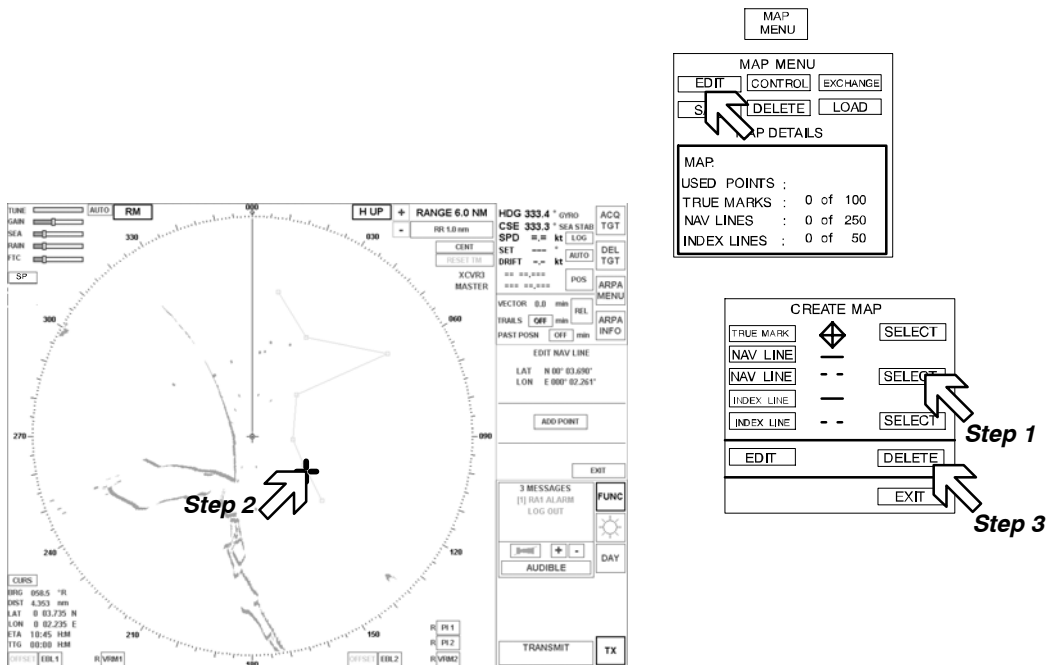 MAP
MENU
MAP MENU
EDIT CONTROL EXCHANGE
DELETE LOAD
MAP DETAILS
MAP:
USED POINTS :
TRUE MARKS : 0 of 100
NAV LINES : 0 of 250
INDEX LINES : 0 of 50
CREATE MAP
TRUE MARK SELECT
NAV LINE
NAV LINE SELECT
INDEX LINE
INDEX LINE SELECT
EDIT DELETE
EXIT
Step 1
Step 3
TUNE AUTO RM
GAIN
SEA
RAIN
FTC
SP
000
H UP + RANGE 6.0 NM
- RR 1.0 nm
CENT
RESET TM
XCVR3
MASTER
330
030
300
060
270
090
240
120
210
150
180
Step 2
HDG 333.4 ° GYRO
CSE 333.3 ° SEA STAB
SPD =.= kt LOG
SET --- °
DRIFT -.- kt AUTO
== ==.===
=== ==.===
POS
ACQ
TGT
DEL
TGT
ARPA
MENU
ARPA
INFO
VECTOR 0.0 min REL
TRAILS OFF min
PAST POSN OFF min
EDIT NAV LINE
LAT N 00° 03.690'
LON E 000° 02.261'
ADD POINT
EXIT
3 MESSAGES
[1] RA1 ALARM
LOG OUT
FUNC
+ -
AUDIBLE
DAY
CURS
BRG 058.5 °R
DIST 4.353 nm
LAT 0 03.735 N
LON 0 02.235 E
ETA 10:45 H:M
TTG 00:00 H:M
OFFSET EBL1 R VRM1
R PI 1
R PI 2
OFFSET EBL2 R VRM2
TRANSMIT TX